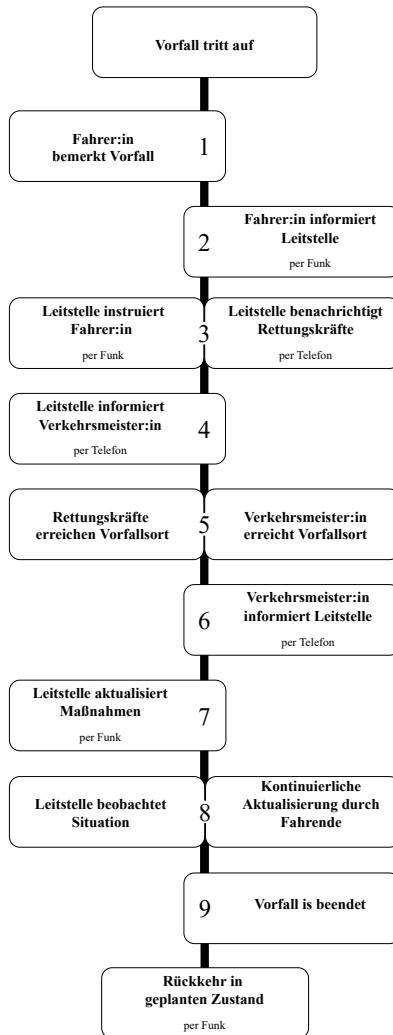 Vorfall tritt auf
Fahrer:in
bemerkt Vorfall
1
2
Fahrer:in informiert
Leitstelle
per Funk
Leitstelle instruiert
Fahrer:in
per Funk
3
Leitstelle benachrichtigt
Rettungskräfte
per Telefon
Leitstelle informiert
Verkehrsmeister:in
per Telefon
4
Rettungskräfte
erreichen Vorfallsort
5
Verkehrsmeister:in
erreicht Vorfallsort
6
Verkehrsmeister:in
informiert Leitstelle
per Telefon
Leitstelle aktualisiert
Maßnahmen
per Funk
7
Leitstelle beobachtet
Situation
8
Kontinuierliche
Aktualisierung durch
Fahrende
9
Vorfall is beendet
Rückkehr in
geplanten Zustand
per Funk